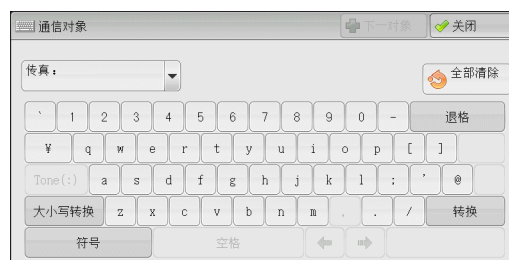 通信对象 下一对象 关闭
传真： 全部清除
` 1 2 3 4 5 6 7 8 9 0 - 退格
¥ q w e r t y u i o p [ ]
Tone(:) a s d f g h j k l ; ' @
大小写转换 z x c v b n m , . / 转换
符号 空格